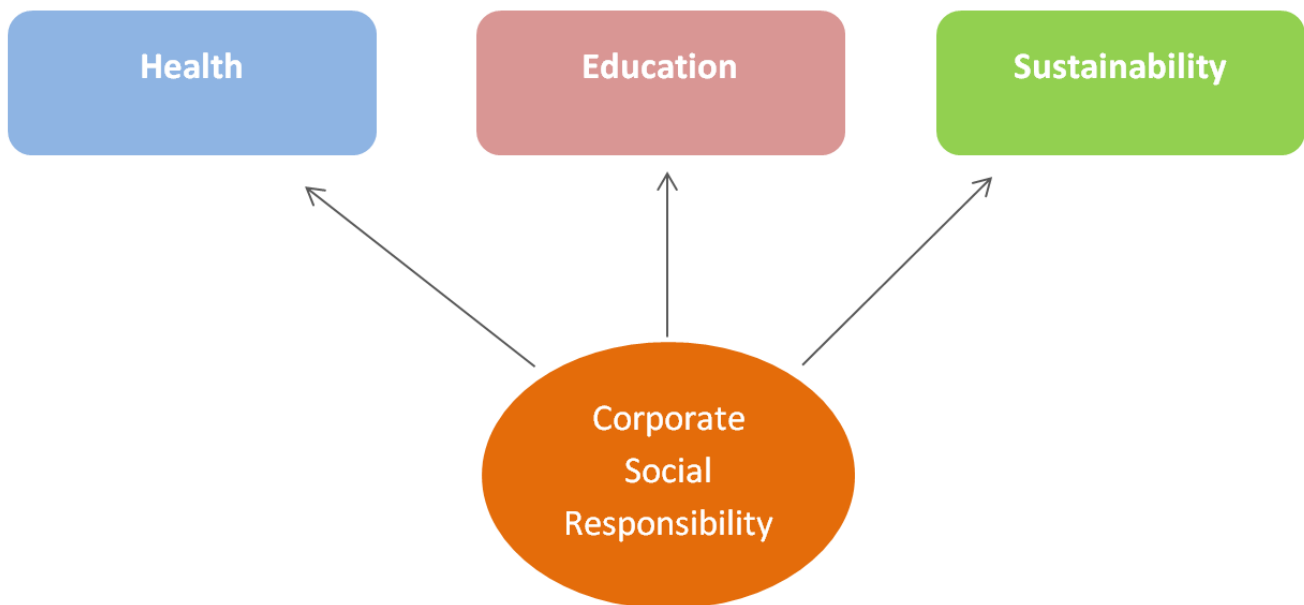 Health
Education
Sustainability
Corporate
Social
Responsibility